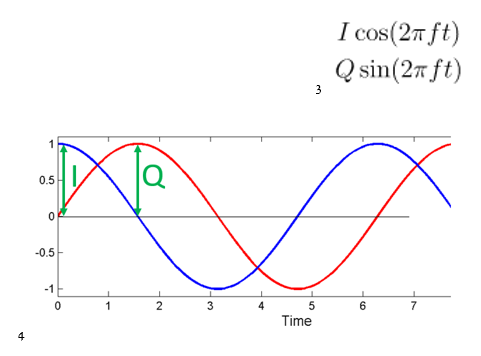 I cos(2πft)
Q sin(2πft)
3
1
0.5
0
-0.5
-1
I
Q
0 1 2 3 4 5 6 7
Time
4